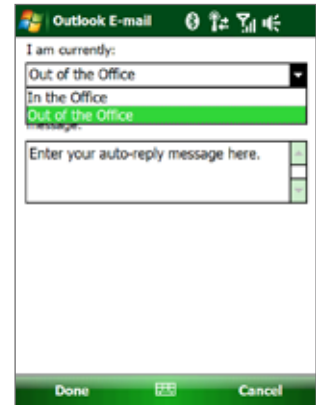 Outlook E-mail
I am currently:
Out of the Office
In the Office
Out of the Office
message:
Enter your auto-reply message here.
Done
Cancel